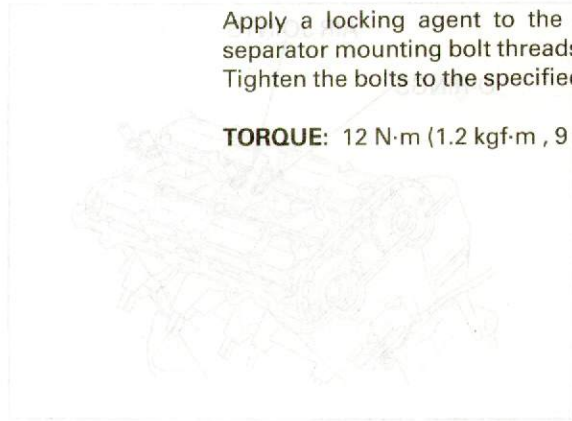 Apply a locking agent to the
separator mounting bolt threads
Tighten the bolts to the specified
TORQUE: 12 N·m (1.2 kgf·m , 9